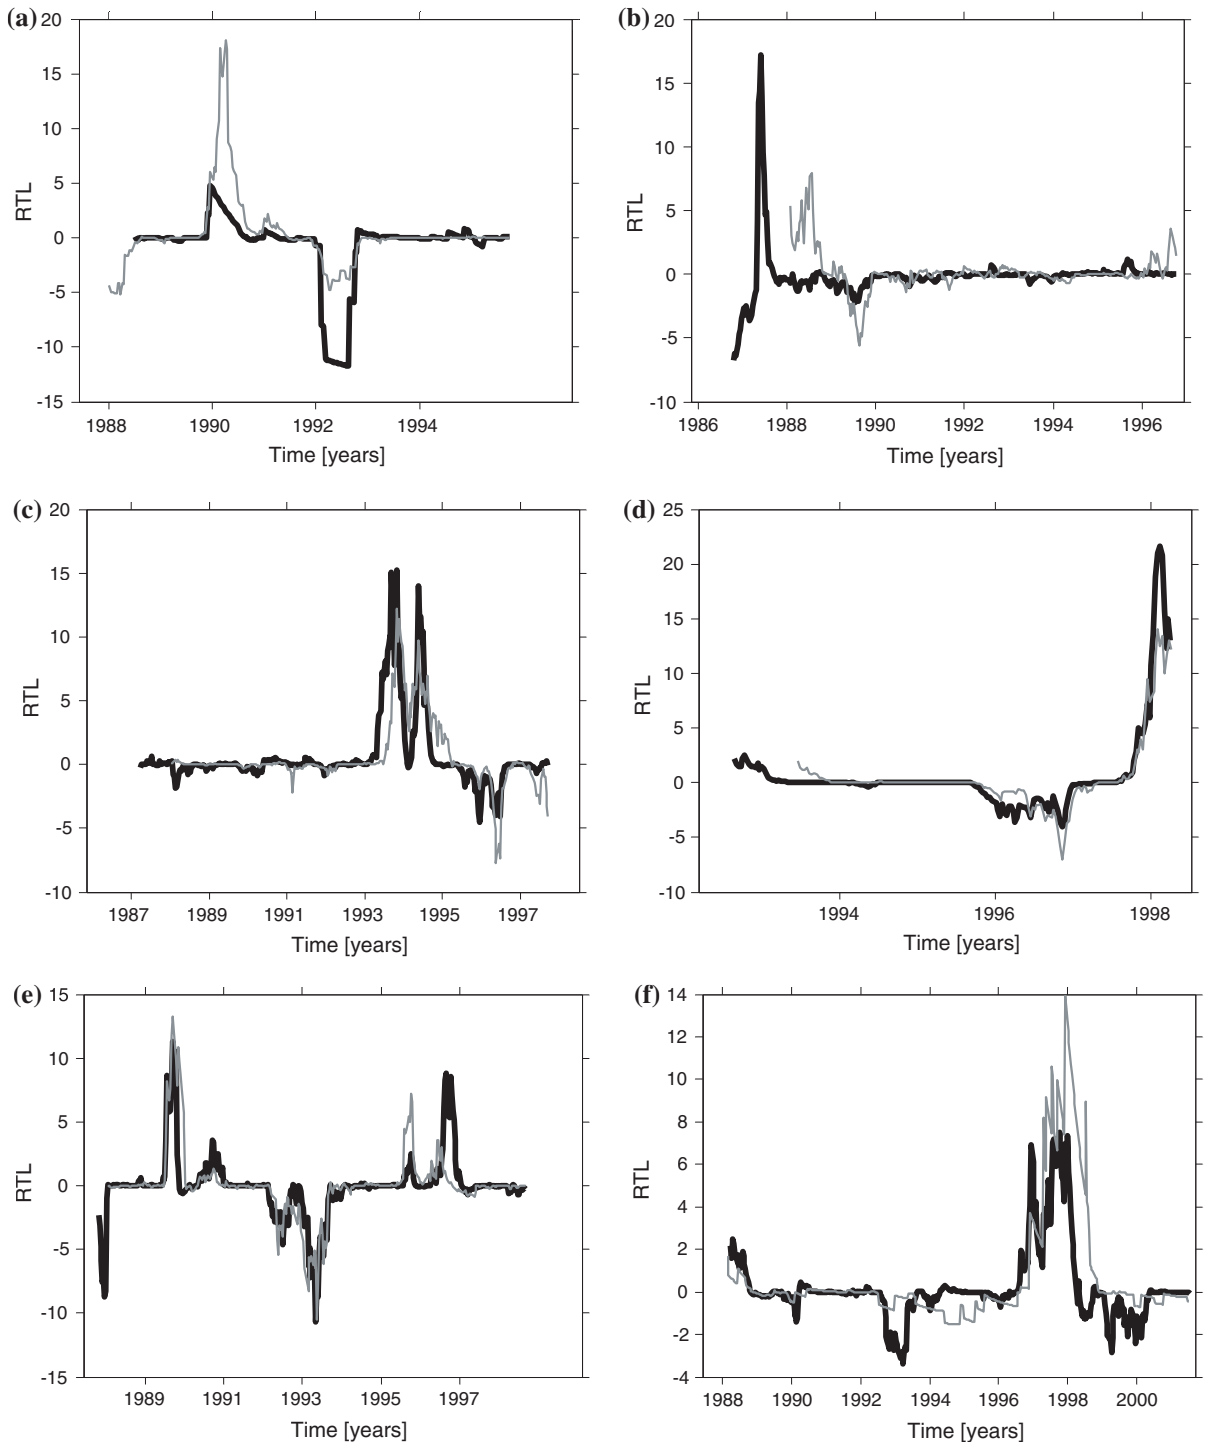 (a)
20
15
10
5
0
-5
-10
-15
RTL
1988 1990 1992 1994
Time [years]
(b)
20
15
10
5
0
-5
-10
RTL
1986 1988 1990 1992 1994 1996
Time [years]
(c)
20
15
10
5
0
-5
-10
RTL
1987 1989 1991 1993 1995 1997
Time [years]
(d)
25
20
15
10
5
0
-5
-10
RTL
1994 1996 1998
Time [years]
(e)
15
10
5
0
-5
-10
-15
RTL
1989 1991 1993 1995 1997
Time [years]
(f)
14
12
10
8
6
4
2
0
-2
-4
RTL
1988 1990 1992 1994 1996 1998 2000
Time [years]